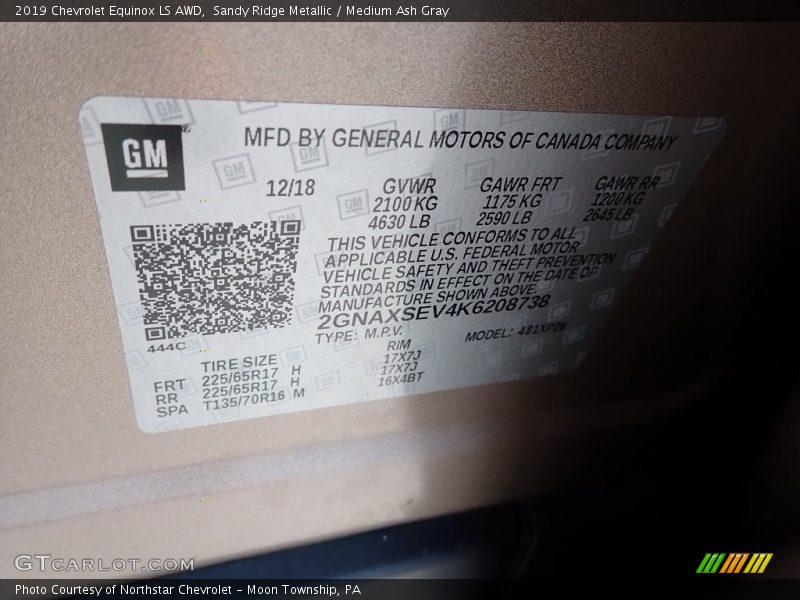 2019 Chevrolet Equinox LS AWD,  Sandy Ridge Metallic / Medium Ash Gray
GM
MFD BY GENERAL MOTORS OF CANADA COMPANY
12/18 GVWR GAWR FRT GAWR RR
2100 KG 1175 KG 1200 KG
4630 LB 2590 LB 2645 LB
THIS VEHICLE CONFORMS TO ALL
APPLICABLE U.S. FEDERAL MOTOR
VEHICLE SAFETY AND THEFT PREVENTION
STANDARDS IN EFFECT ON THE DATE OF
MANUFACTURE SHOWN ABOVE.
2GNAXSEV4K6208738
TYPE: M.P.V. MODEL: 481XP26
444C
TIRE SIZE RIM
FRT 225/65R17 H 17X7J
RR 225/65R17 H 17X7J
SPA T135/70R16 M 16X4BT
GTCARLOT.COM
Photo Courtesy of Northstar Chevrolet - Moon Township, PA